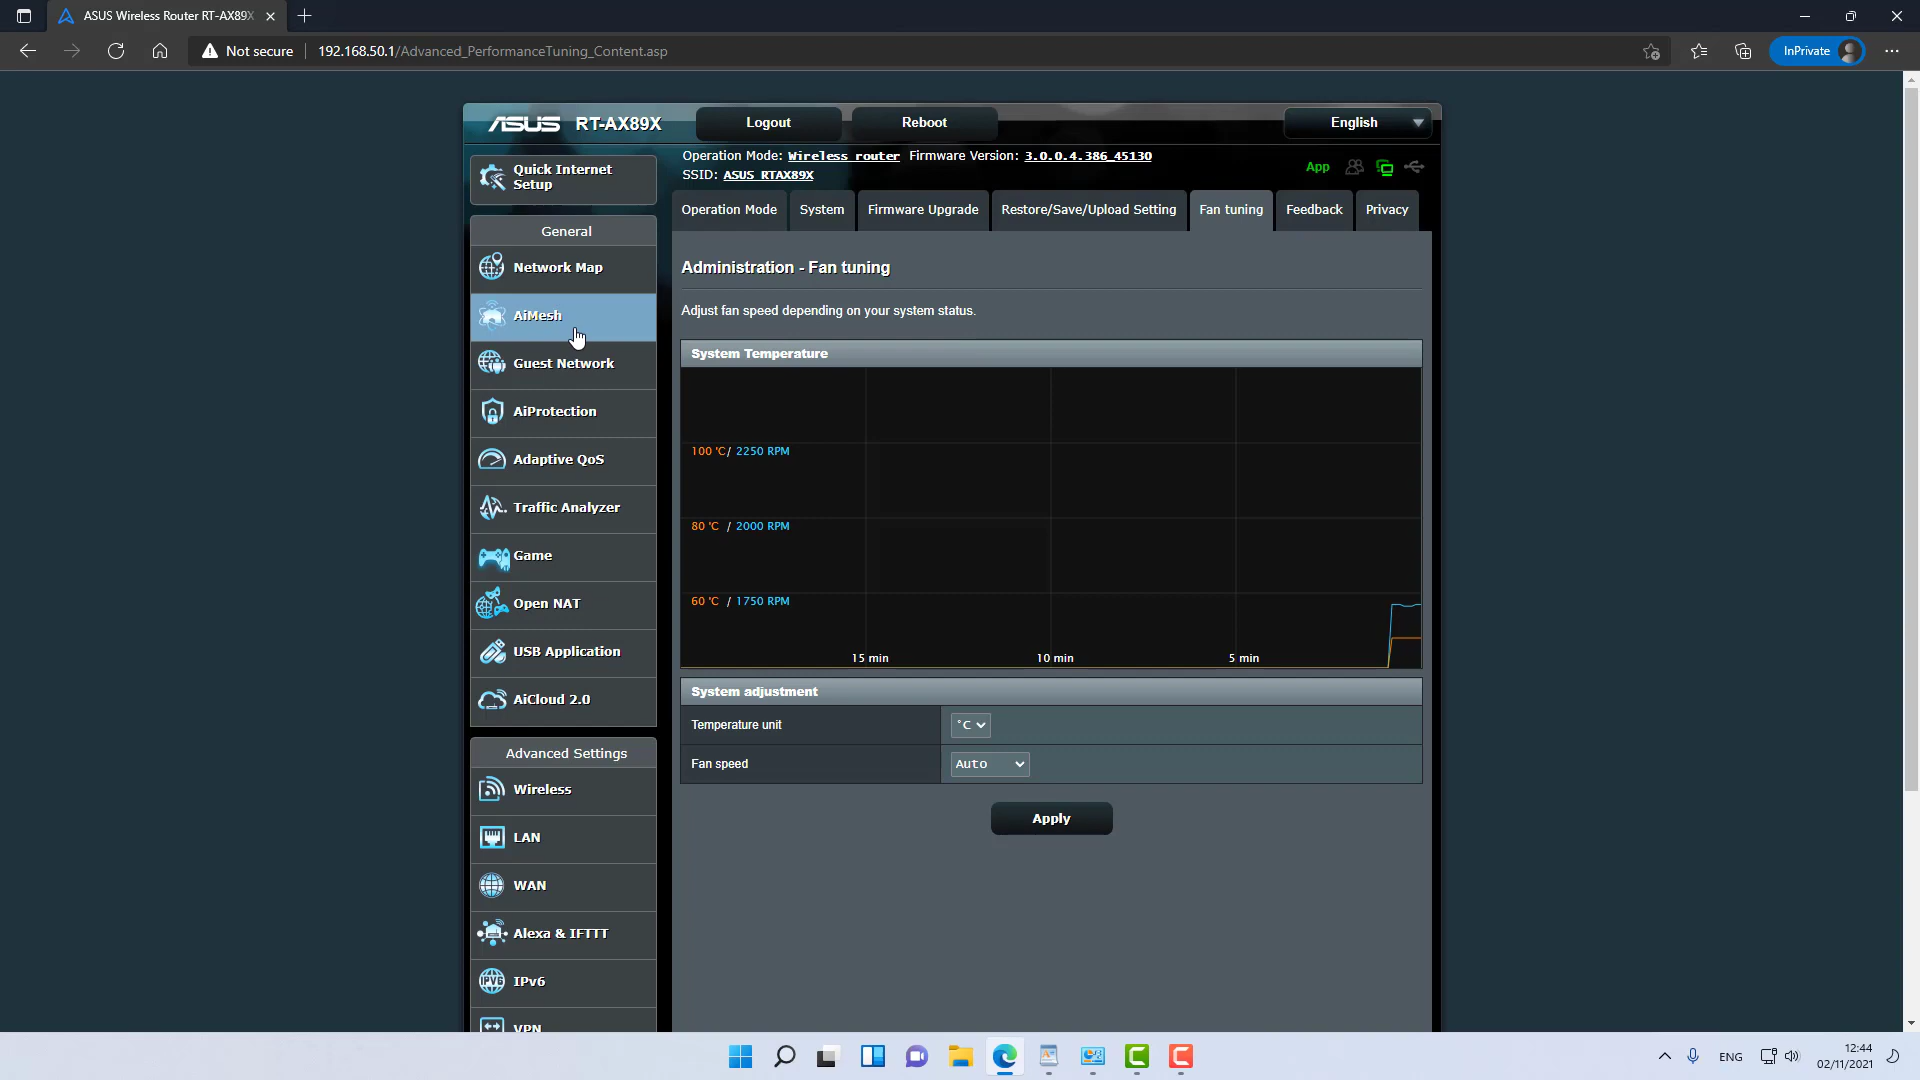 ASUS Wireless Router RT-AX89X
Not secure
192.168.50.1/Advanced_PerformanceTuning_Content.asp
InPrivate
ASUS RT-AX89X
Logout
Reboot
English
Operation Mode: Wireless router Firmware Version: 3.0.0.4.386_45130
SSID: ASUS_RTAX89X
App
Quick Internet
Setup
General
Network Map
AiMesh
Guest Network
AiProtection
Adaptive QoS
Traffic Analyzer
Game
Open NAT
USB Application
AiCloud 2.0
Advanced Settings
Wireless
LAN
WAN
Alexa & IFTTT
IPv6
VPN
Operation Mode
System
Firmware Upgrade
Restore/Save/Upload Setting
Fan tuning
Feedback
Privacy
Administration - Fan tuning
Adjust fan speed depending on your system status.
System Temperature
100 °C/ 2250 RPM
80 °C / 2000 RPM
60 °C / 1750 RPM
15 min
10 min
5 min
System adjustment
Temperature unit
°C
Fan speed
Auto
Apply
ENG
12:44
02/11/2021